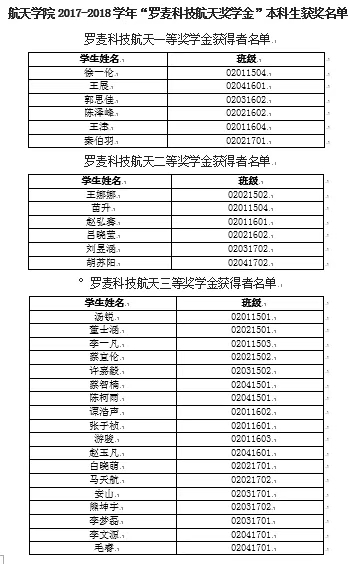 航天学院 2017-2018 学年“罗麦科技航天奖学金”本科生获奖名单
罗麦科技航天一等奖学金获得者名单
学生姓名 班级
徐一伦 02011504
王展 02041601
郭思佳 02031602
陈泽峰 02021602
王津 02011604
秦伯羽 02021701
罗麦科技航天二等奖学金获得者名单
学生姓名 班级
王娜娜 02021502
苗升 02011504
赵弘骞 02011601
吕晓莹 02021602
刘昱涵 02031702
胡苏阳 02041702
罗麦科技航天三等奖学金获得者名单
学生姓名 班级
汤锐 02011501
董士涵 02021501
李一凡 02011503
蔡宜伦 02021502
许嘉毅 02031502
蔡智楠 02041501
陈柯雨 02041501
谭浩声 02011602
张子桢 02011601
游骏 02011603
赵玉凡 02041601
白晓萌 02021701
马天航 02021702
安山 02031701
熊坤宇 02031702
李梦磊 02031701
李文源 02041701
毛睿 02041701